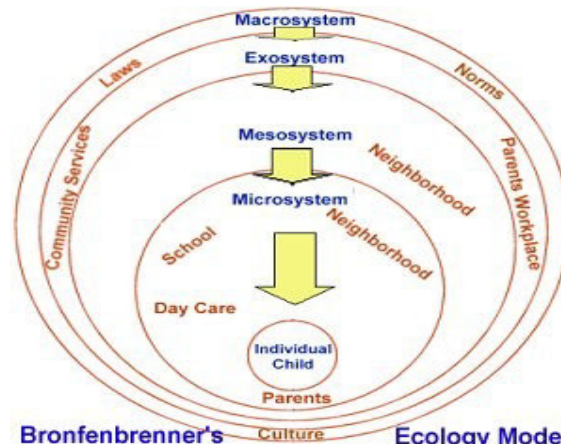 Macrosystem
Laws
Exosystem
Norms
Community Services
Mesosystem
Neighborhood
Parents Workplace
Microsystem
School
Neighborhood
Day Care
Individual
Child
Parents
Bronfenbrenner's
Culture
Ecology Mode